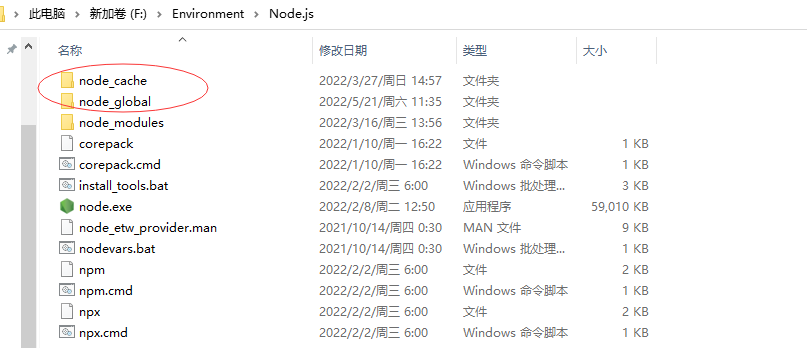 此电脑 > 新加卷 (F:) > Environment > Node.js
名称 修改日期 类型 大小
node_cache 2022/3/27/周日 14:57 文件夹
node_global 2022/5/21/周六 11:35 文件夹
node_modules 2022/3/16/周三 13:56 文件夹
corepack 2022/1/10/周一 16:22 文件 1 KB
corepack.cmd 2022/1/10/周一 16:22 Windows 命令脚本 1 KB
install_tools.bat 2022/2/2/周三 6:00 Windows 批处理... 3 KB
node.exe 2022/2/8/周二 12:50 应用程序 59,010 KB
node_etw_provider.man 2021/10/14/周四 0:30 MAN 文件 9 KB
nodevars.bat 2021/10/14/周四 0:30 Windows 批处理... 1 KB
npm 2022/2/2/周三 6:00 文件 2 KB
npm.cmd 2022/2/2/周三 6:00 Windows 命令脚本 1 KB
npx 2022/2/2/周三 6:00 文件 2 KB
npx.cmd 2022/2/2/周三 6:00 Windows 命令脚本 1 KB